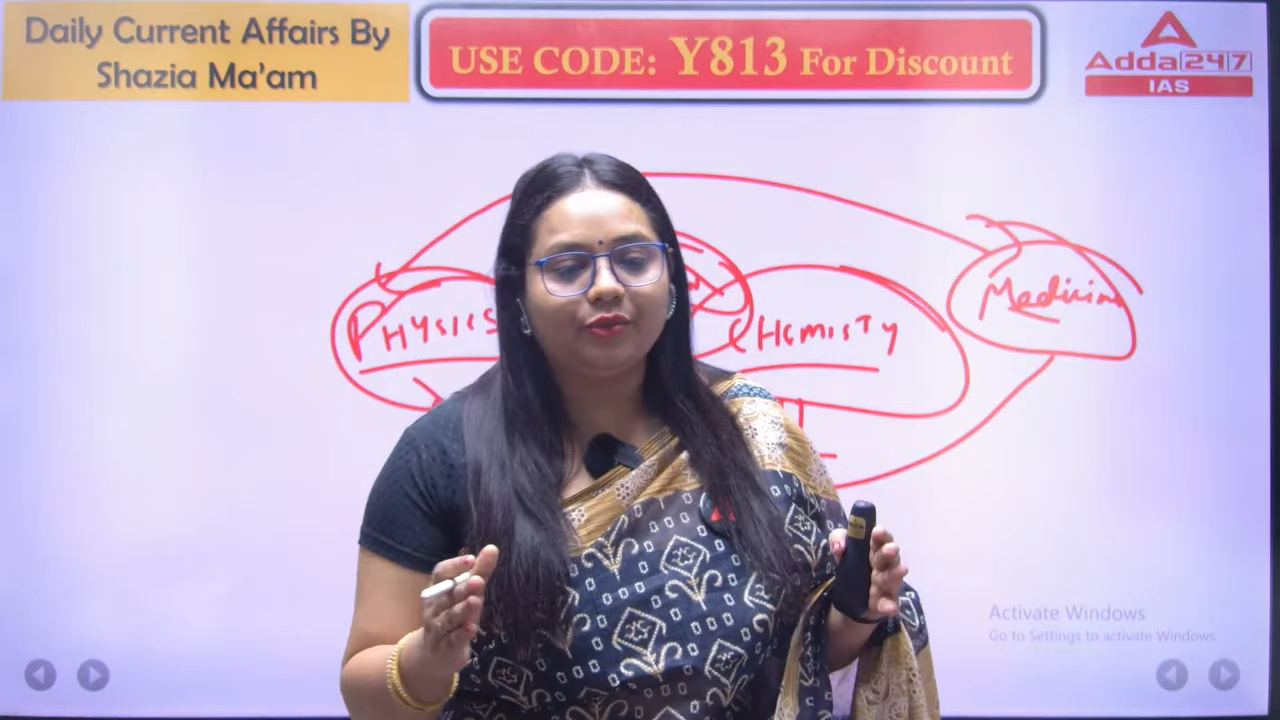 Daily Current Affairs By
Shazia Ma'am
USE CODE: Y813 For Discount
Adda247
IAS
PHYSICS
CHEMISTY
Medicine
Activate Windows
Go to Settings to activate Windows